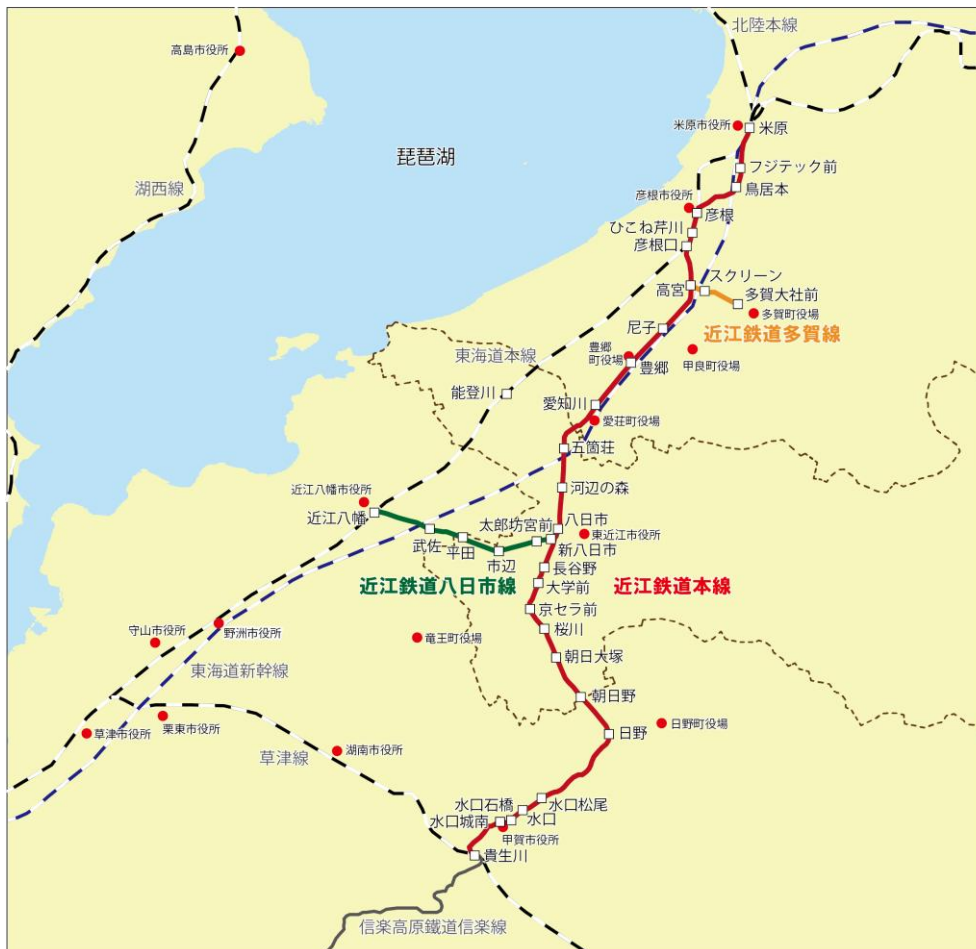 北陸本線
高島市役所
米原市役所
米原
琵琶湖
フジテック前
湖西線
鳥居本
彦根市役所
彦根
ひこね芹川
彦根口
スクリーン
高宮
多賀大社前
多賀町役場
尼子
近江鉄道多賀線
東海道本線
豊郷
町役場
豊郷
甲良町役場
能登川
愛知川
愛荘町役場
五箇荘
近江八幡市役所
河辺の森
近江八幡
太郎坊宮前
八日市
東近江市役所
武佐
平田
市辺
新八日市
長谷野
近江鉄道八日市線
大学前
近江鉄道本線
京セラ前
守山市役所
野洲市役所
桜川
竜王町役場
東海道新幹線
朝日大塚
朝日野
栗東市役所
日野町役場
草津市役所
日野
湖南市役所
草津線
水口石橋
水口松尾
水口城南
水口
甲賀市役所
貴生川
信楽高原鐵道信楽線